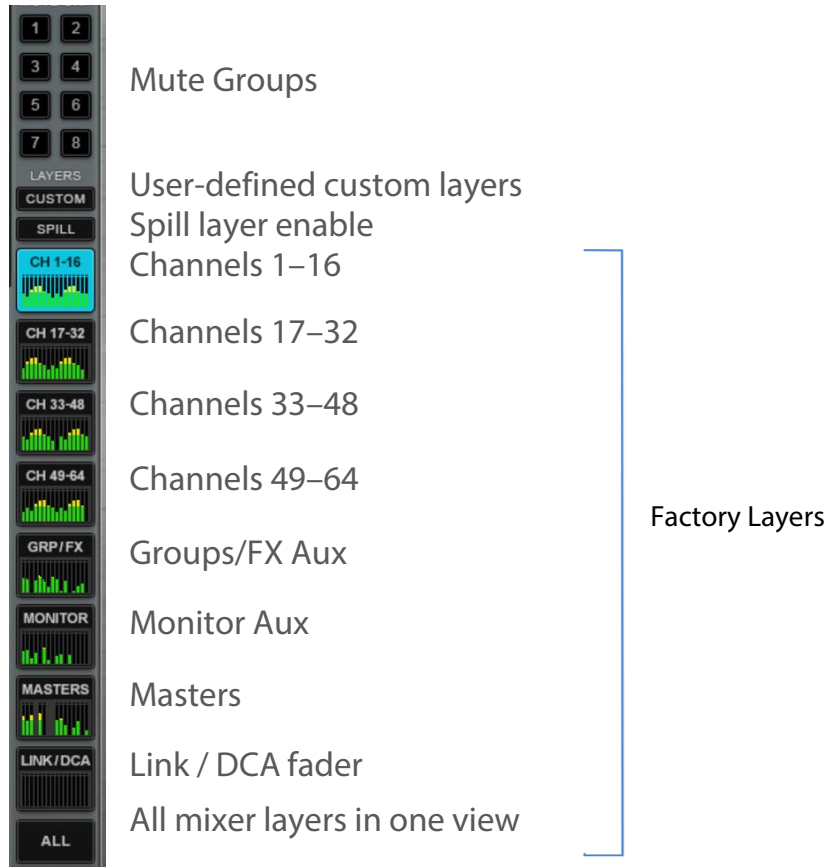 1 2
3 4
5 6
7 8
Mute Groups
LAYERS
CUSTOM
User-defined custom layers
SPILL
Spill layer enable
CH 1-16
Channels 1–16
CH 17-32
Channels 17–32
CH 33-48
Channels 33–48
CH 49-64
Channels 49–64
Factory Layers
GRP/FX
Groups/FX Aux
MONITOR
Monitor Aux
MASTERS
Masters
LINK/DCA
Link / DCA fader
ALL
All mixer layers in one view